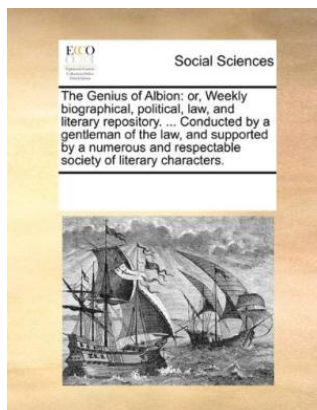 ECCO
Social Sciences
The Genius of Albion: or, Weekly
biographical, political, law, and
literary repository. ... Conducted by a
gentleman of the law, and supported
by a numerous and respectable
society of literary characters.